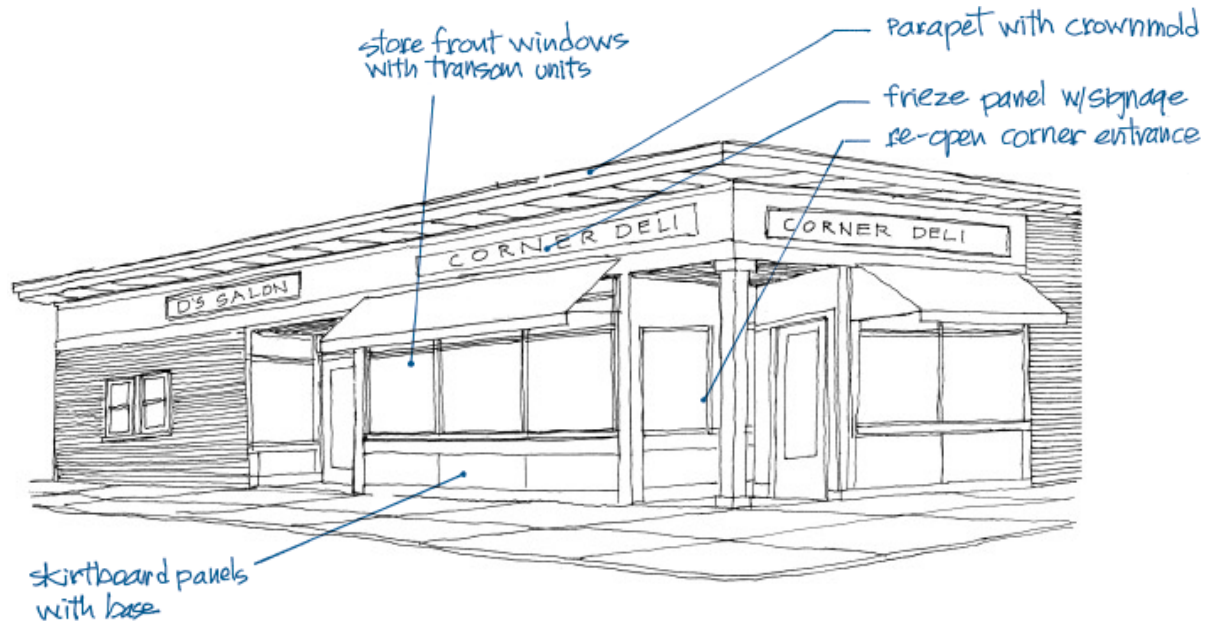 store front windows
with transom units
parapet with crownmold
frieze panel w/signage
re-open corner entrance
CORNER DELI
CORNER DELI
D'S SALON
skirtboard panels
with base